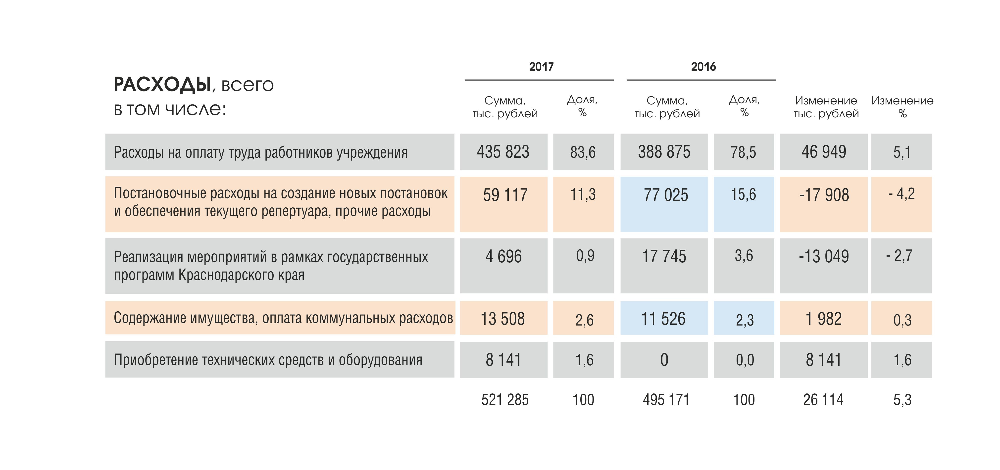 2017 2016
РАСХОДЫ, всего
в том числе:
Сумма, Доля, Сумма, Доля, Изменение Изменение
тыс. рублей % тыс. рублей % тыс. рублей %
Расходы на оплату труда работников учреждения 435 823 83,6 388 875 78,5 46 949 5,1
Постановочные расходы на создание новых постановок 59 117 11,3 77 025 15,6 -17 908 - 4,2
и обеспечения текущего репертуара, прочие расходы
Реализация мероприятий в рамках государственных 4 696 0,9 17 745 3,6 -13 049 - 2,7
программ Краснодарского края
Содержание имущества, оплата коммунальных расходов 13 508 2,6 11 526 2,3 1 982 0,3
Приобретение технических средств и оборудования 8 141 1,6 0 0,0 8 141 1,6
521 285 100 495 171 100 26 114 5,3